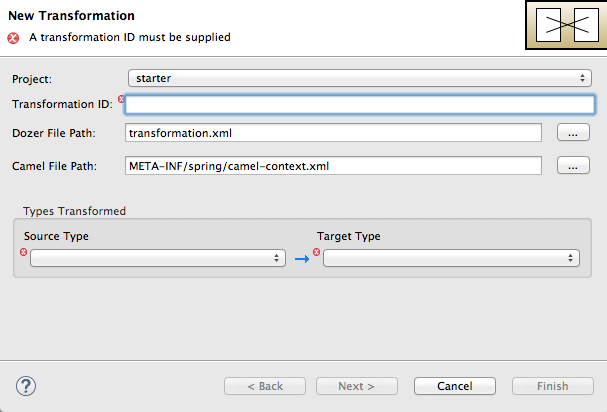 New Transformation
A transformation ID must be supplied
Project: starter
Transformation ID:
Dozer File Path: transformation.xml ...
Camel File Path: META-INF/spring/camel-context.xml ...
Types Transformed
Source Type Target Type
? < Back Next > Cancel Finish